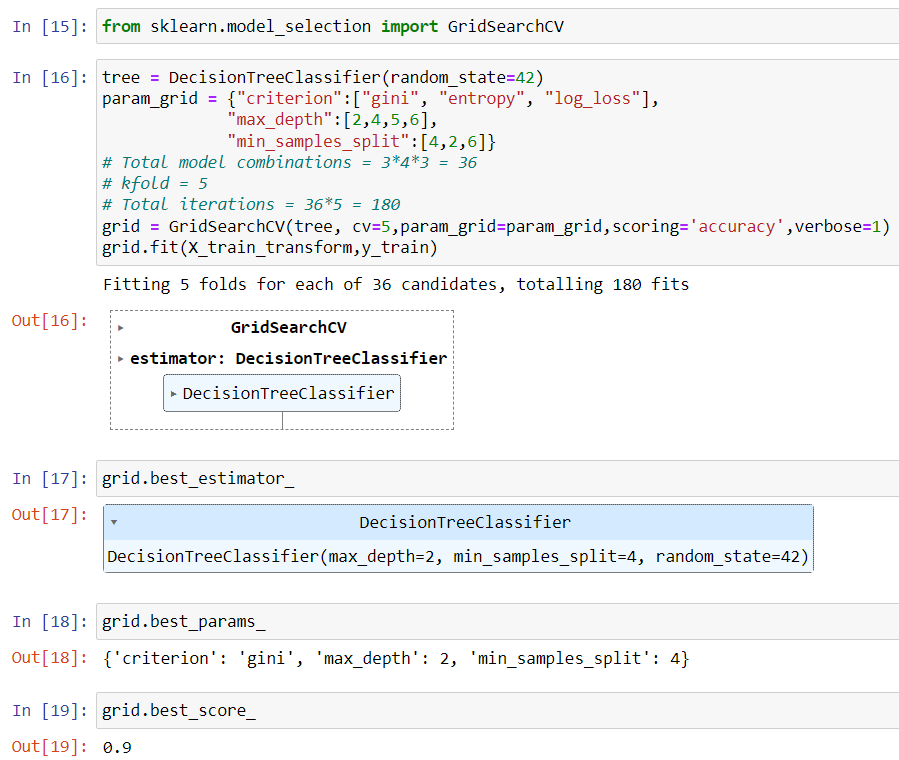 In [15]: from sklearn.model_selection import GridSearchCV
In [16]: tree = DecisionTreeClassifier(random_state=42)
param_grid = {"criterion":["gini", "entropy", "log_loss"],
"max_depth":[2,4,5,6],
"min_samples_split":[4,2,6]}
# Total model combinations = 3*4*3 = 36
# kfold = 5
# Total iterations = 36*5 = 180
grid = GridSearchCV(tree, cv=5,param_grid=param_grid,scoring='accuracy',verbose=1)
grid.fit(X_train_transform,y_train)
Fitting 5 folds for each of 36 candidates, totalling 180 fits
Out[16]: ▸ GridSearchCV
▸ estimator: DecisionTreeClassifier
▸ DecisionTreeClassifier
In [17]: grid.best_estimator_
Out[17]: ▾ DecisionTreeClassifier
DecisionTreeClassifier(max_depth=2, min_samples_split=4, random_state=42)
In [18]: grid.best_params_
Out[18]: {'criterion': 'gini', 'max_depth': 2, 'min_samples_split': 4}
In [19]: grid.best_score_
Out[19]: 0.9